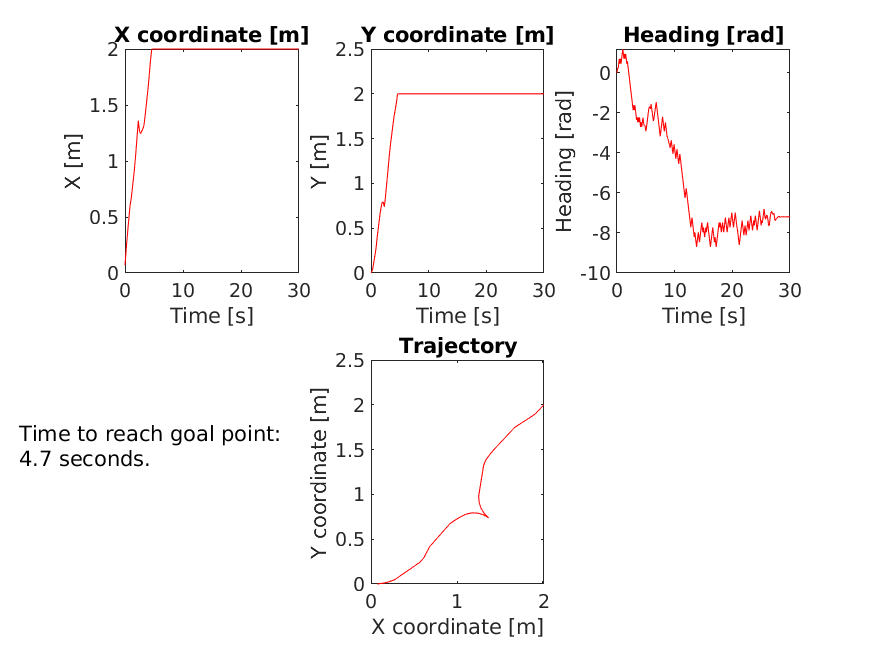 X coordinate [m]
2
1.5
1
0.5
0
0
10
20
30
X [m]
Time [s]
Y coordinate [m]
2.5
2
1.5
1
0.5
0
0
10
20
30
Y [m]
Time [s]
Heading [rad]
0
-2
-4
-6
-8
-10
0
10
20
30
Heading [rad]
Time [s]
Time to reach goal point:
4.7 seconds.
Trajectory
2.5
2
1.5
1
0.5
0
0
1
2
Y coordinate [m]
X coordinate [m]